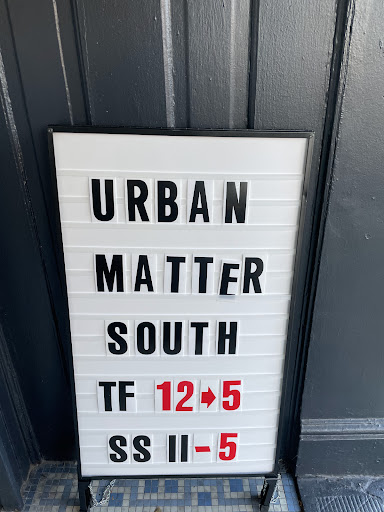 URBAN
MATTER
SOUTH
TF 12→5
SS 11-5